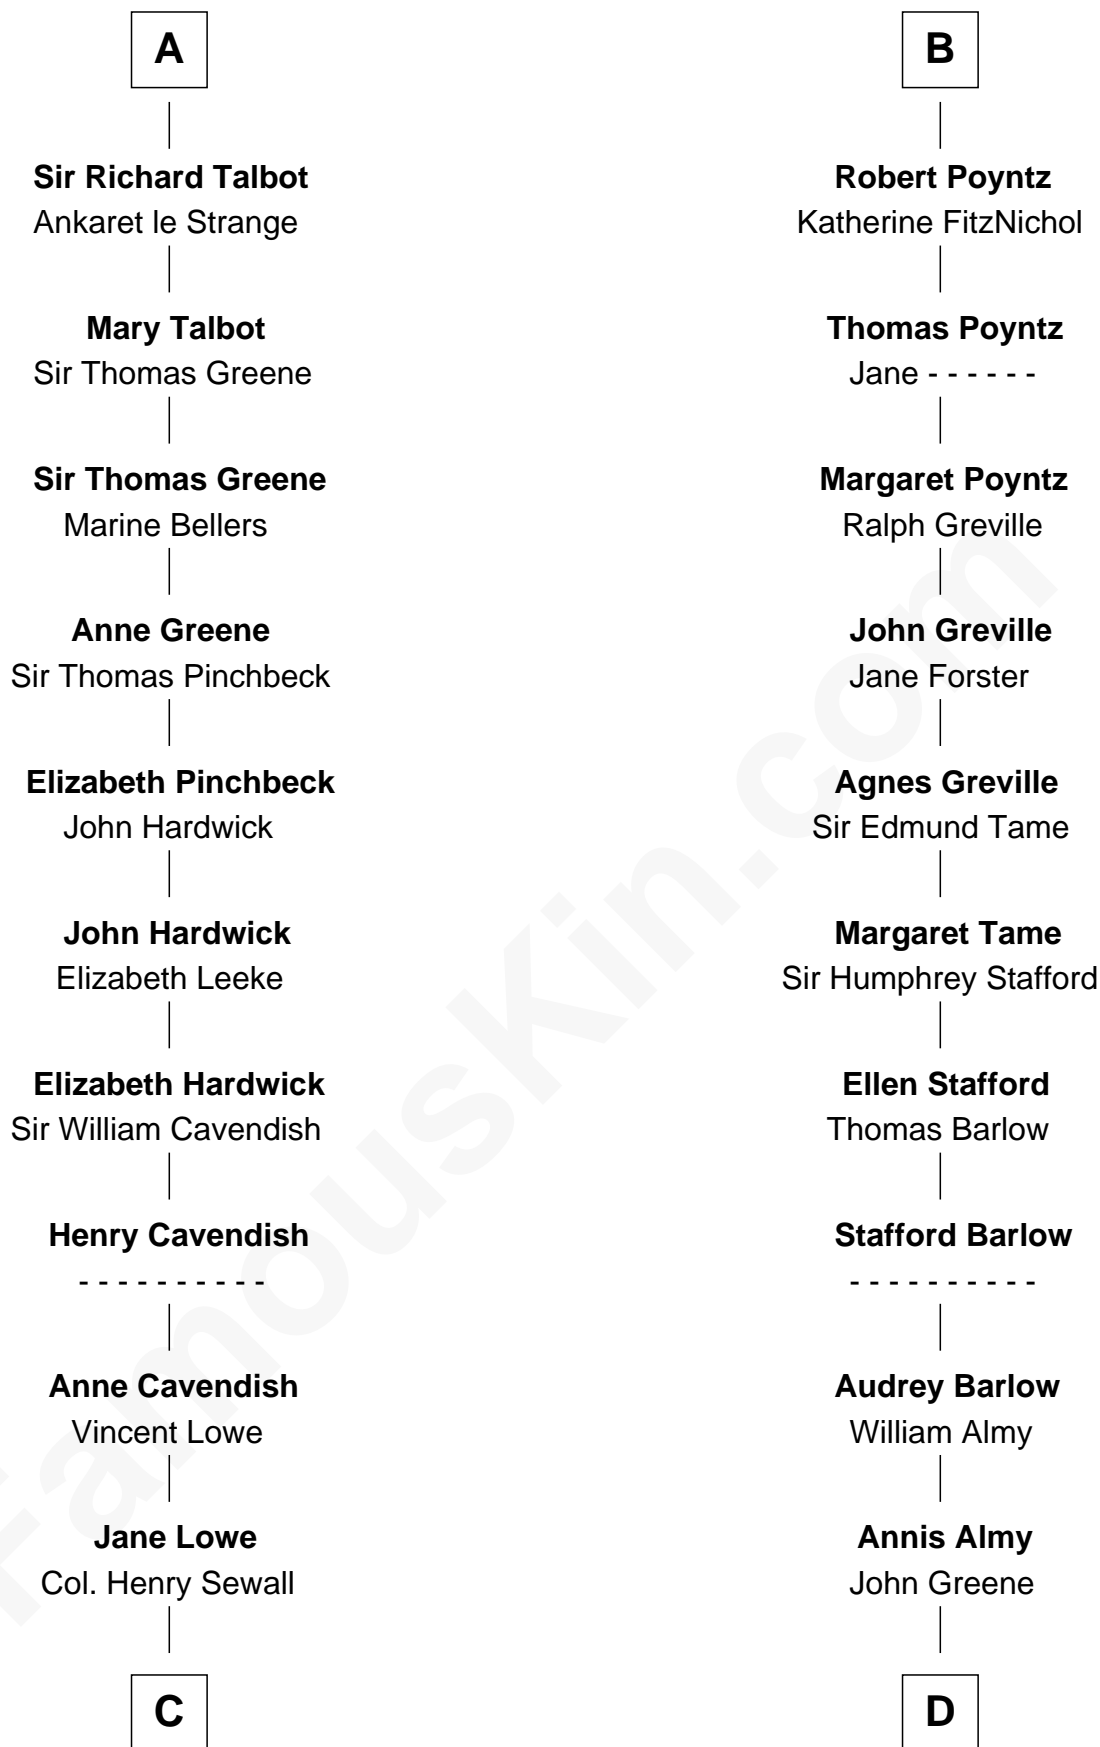 A
Sir Richard Talbot
Ankaret le Strange
Mary Talbot
Sir Thomas Greene
Sir Thomas Greene
Marine Bellers
Anne Greene
Sir Thomas Pinchbeck
Elizabeth Pinchbeck
John Hardwick
John Hardwick
Elizabeth Leeke
Elizabeth Hardwick
Sir William Cavendish
Henry Cavendish
- - - - - - - - - -
Anne Cavendish
Vincent Lowe
Jane Lowe
Col. Henry Sewall
C
B
Robert Poyntz
Katherine FitzNichol
Thomas Poyntz
Jane - - - - - -
Margaret Poyntz
Ralph Greville
John Greville
Jane Forster
Agnes Greville
Sir Edmund Tame
Margaret Tame
Sir Humphrey Stafford
Ellen Stafford
Thomas Barlow
Stafford Barlow
- - - - - - - - - -
Audrey Barlow
William Almy
Annis Almy
John Greene
D
FamousKin.com